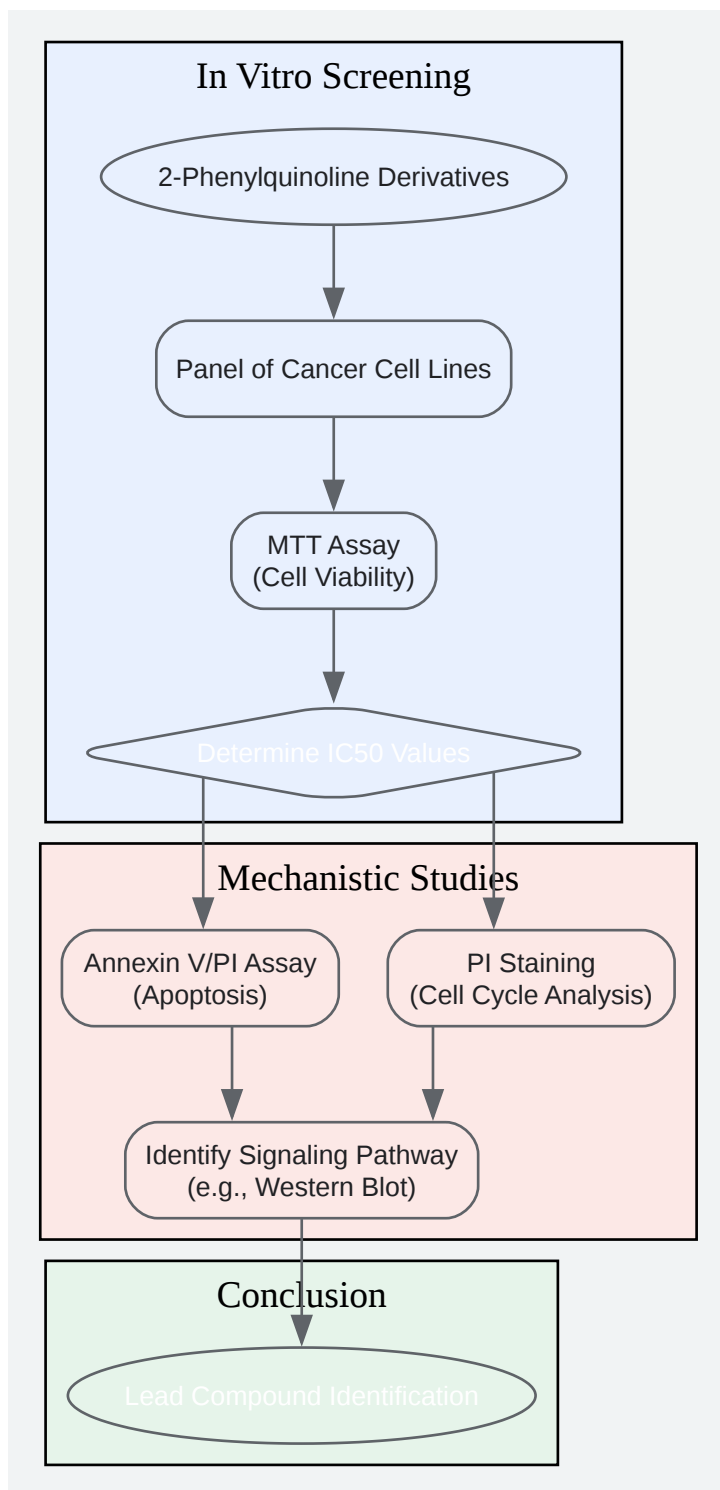 In Vitro Screening
2-Phenylquinoline Derivatives
Panel of Cancer Cell Lines
MTT Assay
(Cell Viability)
Determine IC50 Values
Mechanistic Studies
Annexin V/PI Assay
(Apoptosis)
PI Staining
(Cell Cycle Analysis)
Identify Signaling Pathway
(e.g., Western Blot)
Conclusion
Lead Compound Identification